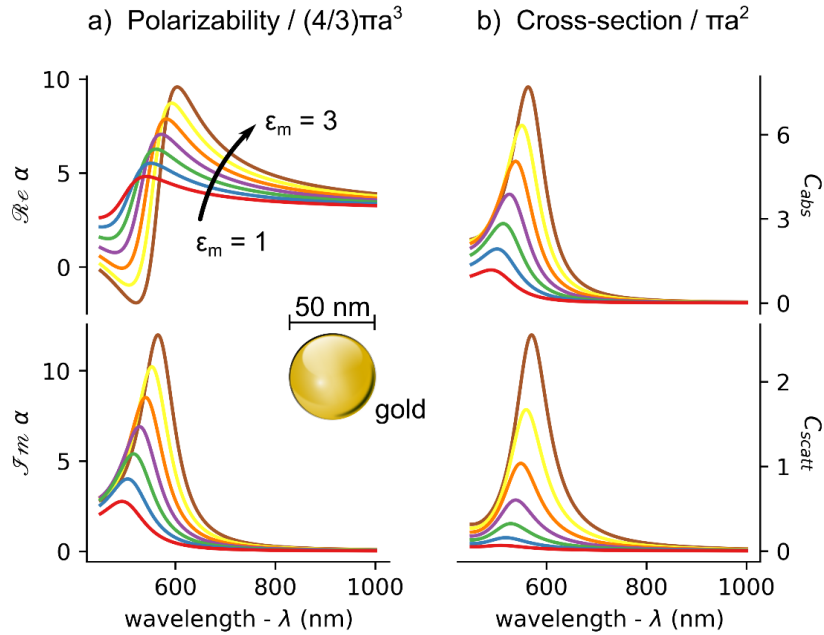 a) Polarizability / (4/3)πa³
b) Cross-section / πa²
10
5
0
ℛe α
ε_m = 3
ε_m = 1
6
3
0
C_abs
50 nm
gold
10
5
0
ℐm α
2
1
0
C_scatt
600 800 1000
wavelength - λ (nm)
600 800 1000
wavelength - λ (nm)